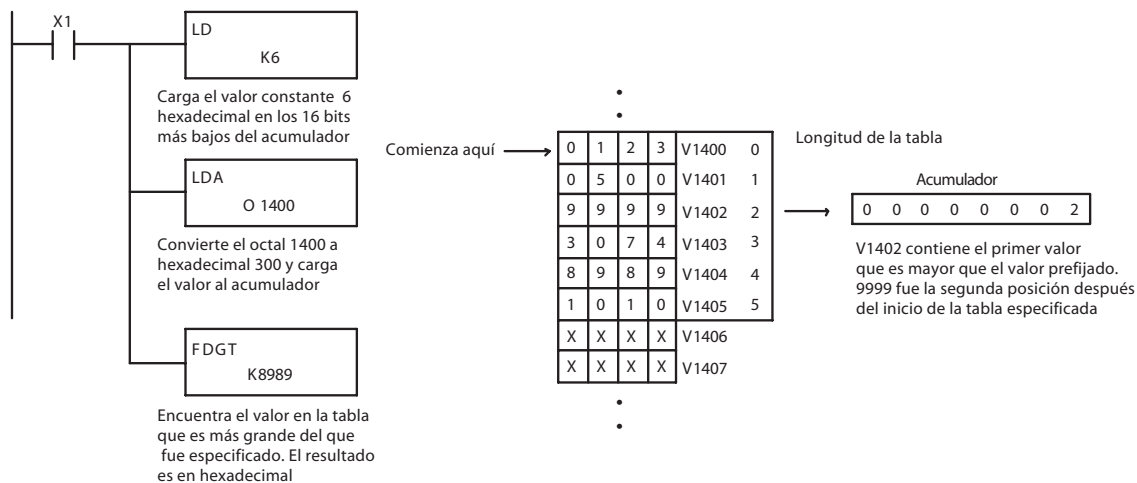 X1
LD
K6
Carga el valor constante 6
hexadecimal en los 16 bits
más bajos del acumulador
LDA
O 1400
Convierte el octal 1400 a
hexadecimal 300 y carga
el valor al acumulador
FDGT
K8989
Encuentra el valor en la tabla
que es más grande del que
fue especificado. El resultado
es en hexadecimal
Comienza aquí
0 1 2 3 V1400 0
0 5 0 0 V1401 1
9 9 9 9 V1402 2
3 0 7 4 V1403 3
8 9 8 9 V1404 4
1 0 1 0 V1405 5
X X X X V1406
X X X X V1407
Longitud de la tabla
Acumulador
0 0 0 0 0 0 0 2
V1402 contiene el primer valor
que es mayor que el valor prefijado.
9999 fue la segunda posición después
del inicio de la tabla especificada